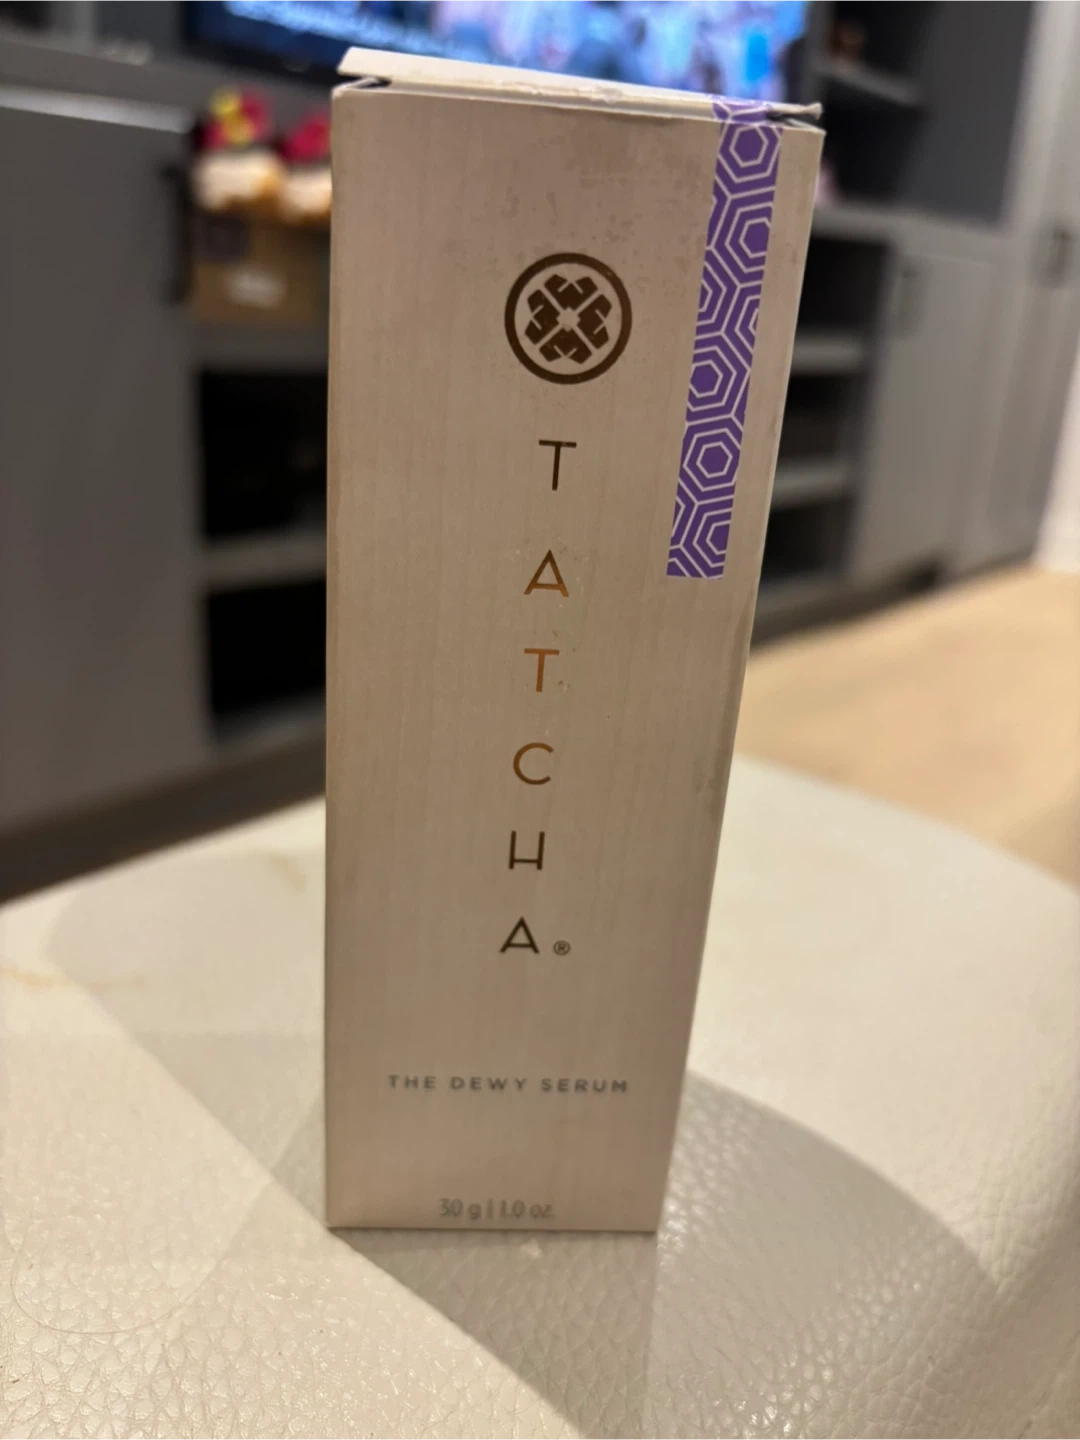 TATCHA®
THE DEWY SERUM
30 g | 1.0 oz.